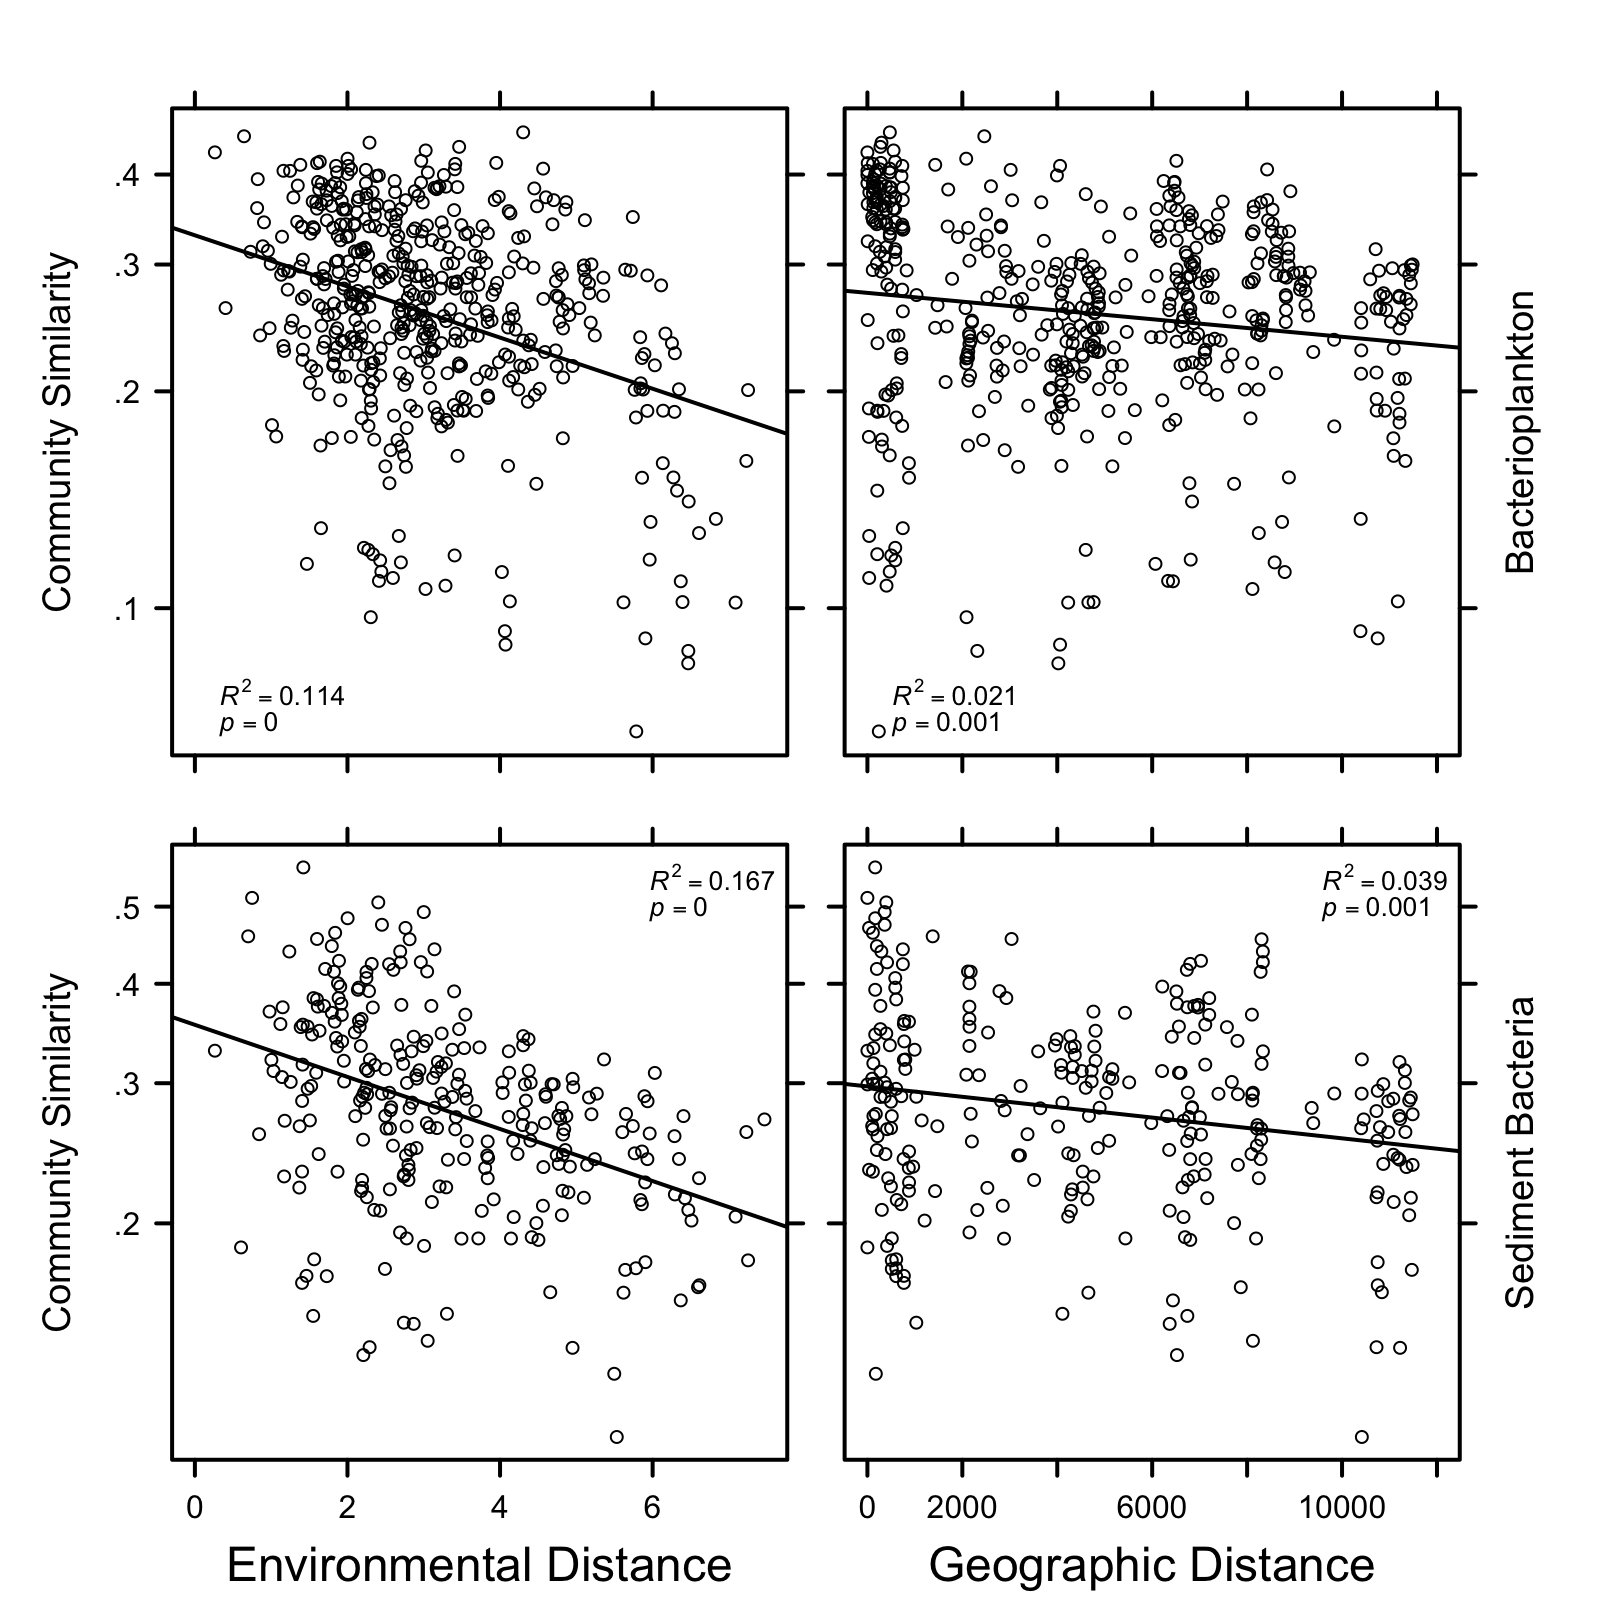 Community Similarity
.4
.3
.2
.1
R² = 0.114
p = 0
R² = 0.021
p = 0.001
Bacterioplankton
Community Similarity
.5
.4
.3
.2
R² = 0.167
p = 0
R² = 0.039
p = 0.001
Sediment Bacteria
0 2 4 6
0 2000 6000 10000
Environmental Distance
Geographic Distance